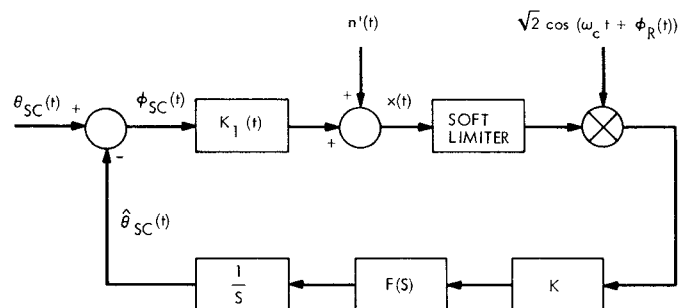 n'(t)
√2 cos (ω_c t + ϕ_R(t))
θ_SC(t)
+
ϕ_SC(t)
K_1 (t)
+
+
x(t)
SOFT
LIMITER
-
θ̂_SC(t)
1/S
F(S)
K